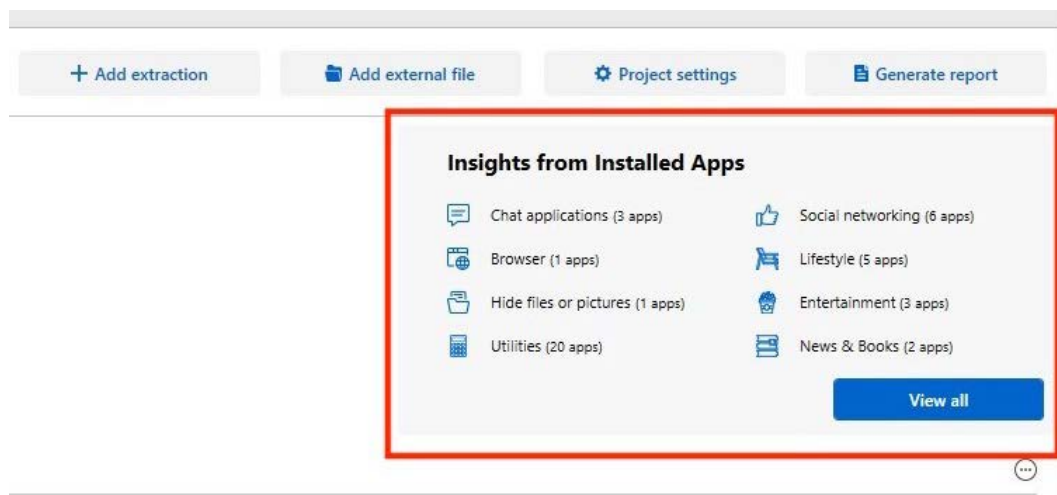 Add extraction
Add external file
Project settings
Generate report
Insights from Installed Apps
Chat applications (3 apps)
Social networking (6 apps)
Browser (1 apps)
Lifestyle (5 apps)
Hide files or pictures (1 apps)
Entertainment (3 apps)
Utilities (20 apps)
News & Books (2 apps)
View all